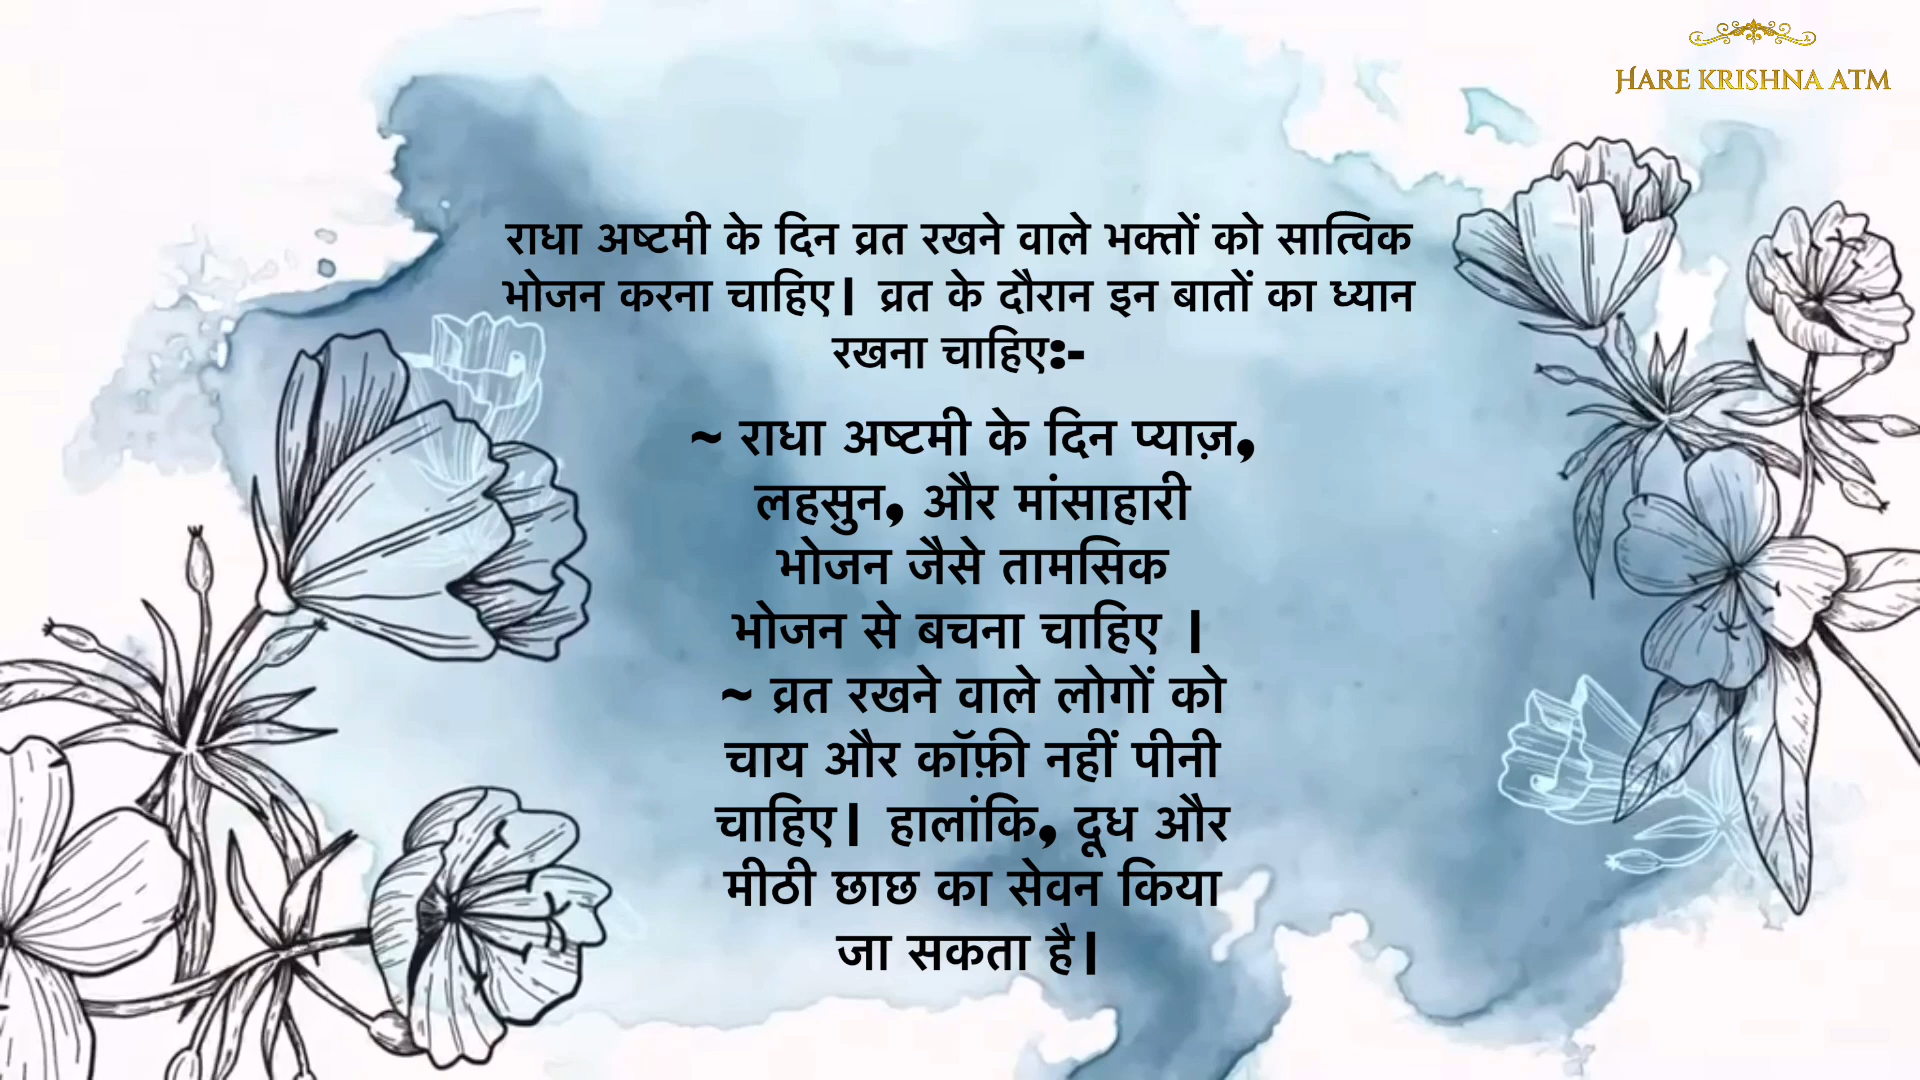 HARE KRISHNA ATM
राधा अष्टमी के दिन व्रत रखने वाले भक्तों को सात्विक
भोजन करना चाहिए। व्रत के दौरान इन बातों का ध्यान
रखना चाहिए:-
~ राधा अष्टमी के दिन प्याज़,
लहसुन, और मांसाहारी
भोजन जैसे तामसिक
भोजन से बचना चाहिए ।
~ व्रत रखने वाले लोगों को
चाय और कॉफ़ी नहीं पीनी
चाहिए। हालांकि, दूध और
मीठी छाछ का सेवन किया
जा सकता है।